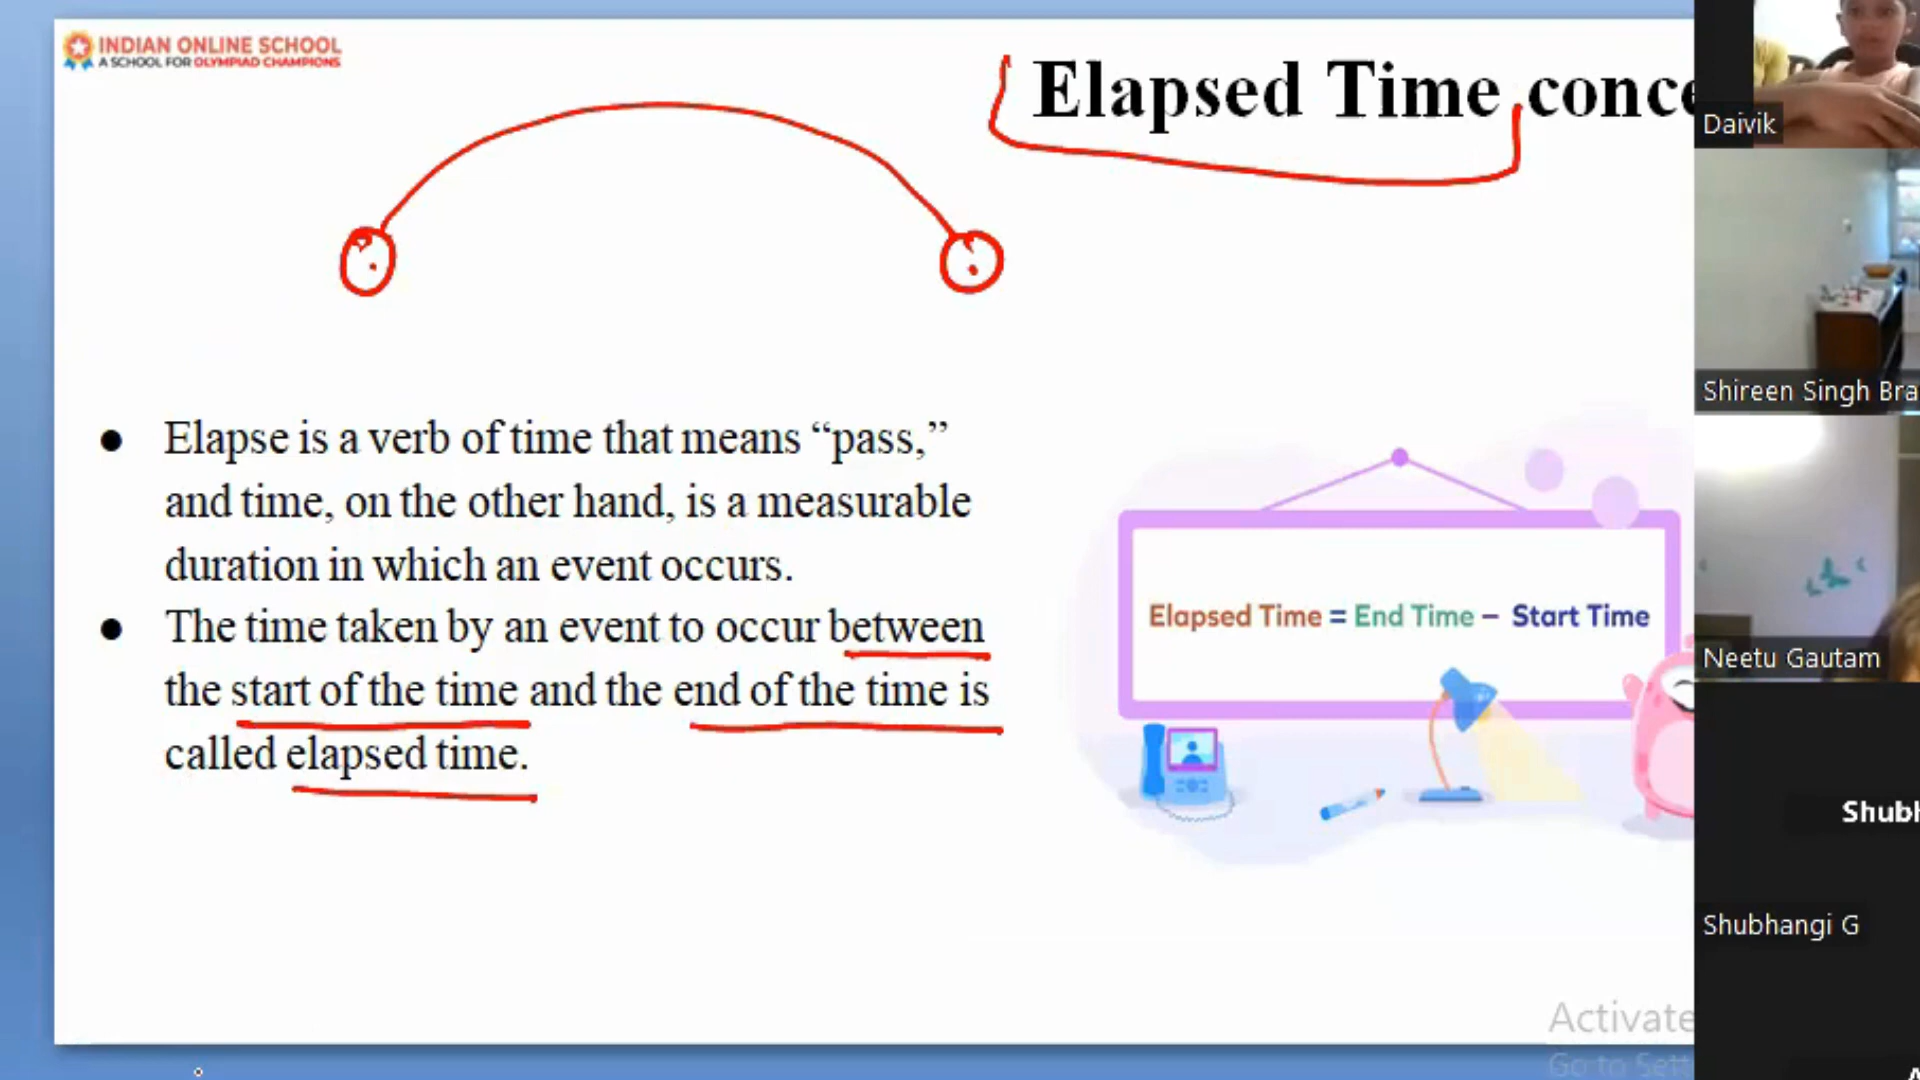 INDIAN ONLINE SCHOOL
A SCHOOL FOR OLYMPIAD CHAMPIONS
Elapsed Time conce
● Elapse is a verb of time that means “pass,”
and time, on the other hand, is a measurable
duration in which an event occurs.
● The time taken by an event to occur between
the start of the time and the end of the time is
called elapsed time.
Elapsed Time = End Time – Start Time
Daivik
Shireen Singh Bra
Neetu Gautam
Shubh
Shubhangi G
Activate
Go to Sett